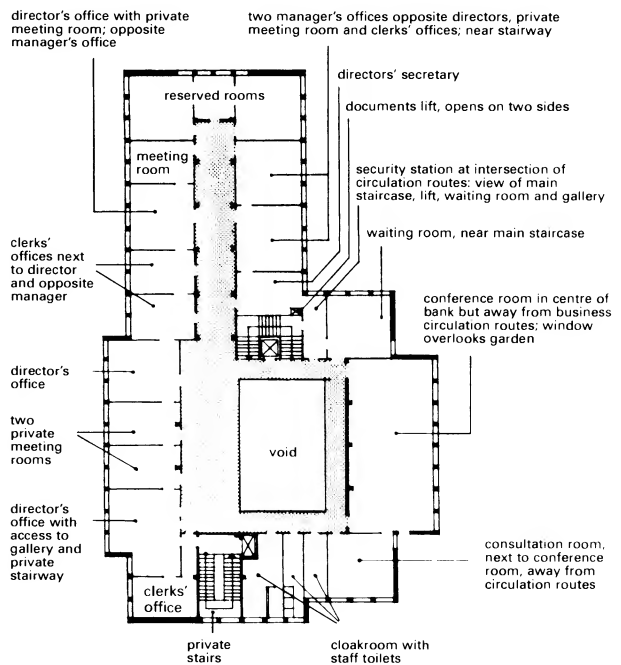 director's office with private
meeting room; opposite
manager's office
two manager's offices opposite directors, private
meeting room and clerks' offices; near stairway
directors' secretary
documents lift, opens on two sides
security station at intersection of
circulation routes: view of main
staircase, lift, waiting room and gallery
waiting room, near main staircase
reserved rooms
meeting
room
clerks'
offices next
to director
and opposite
manager
conference room in centre of
bank but away from business
circulation routes; window
overlooks garden
director's
office
two
private
meeting
rooms
void
director's
office with
access to
gallery and
private
stairway
consultation room,
next to conference
room, away from
circulation routes
clerks'
office
private
stairs
cloakroom with
staff toilets